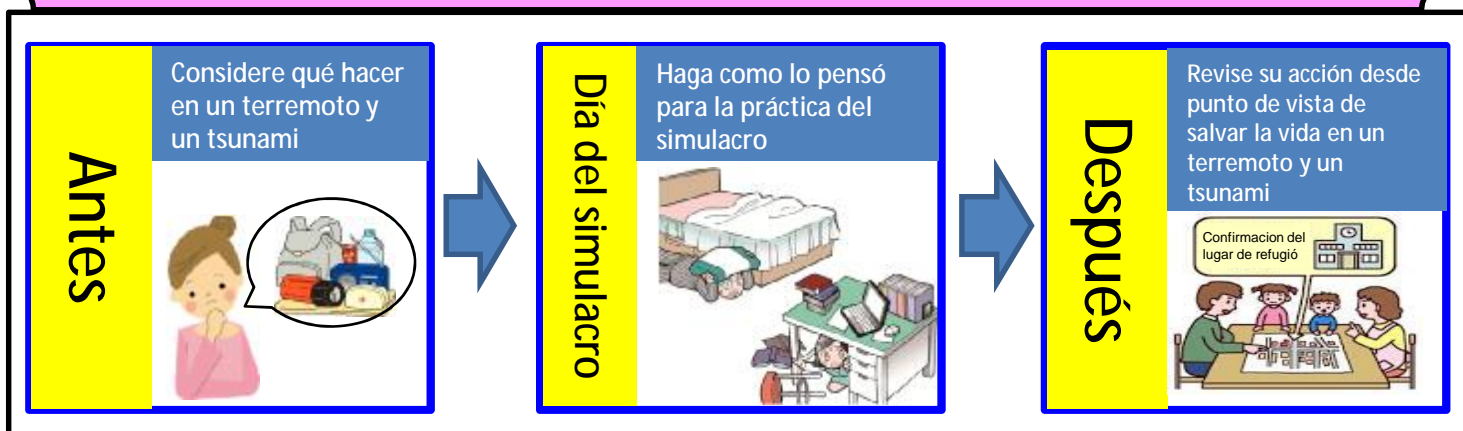 Antes
Considere qué hacer
en un terremoto y
un tsunami
Día del simulacro
Haga como lo pensó
para la práctica del
simulacro
Después
Revise su acción desde
punto de vista de
salvar la vida en un
terremoto y un
tsunami
Confirmacion del
lugar de refugió